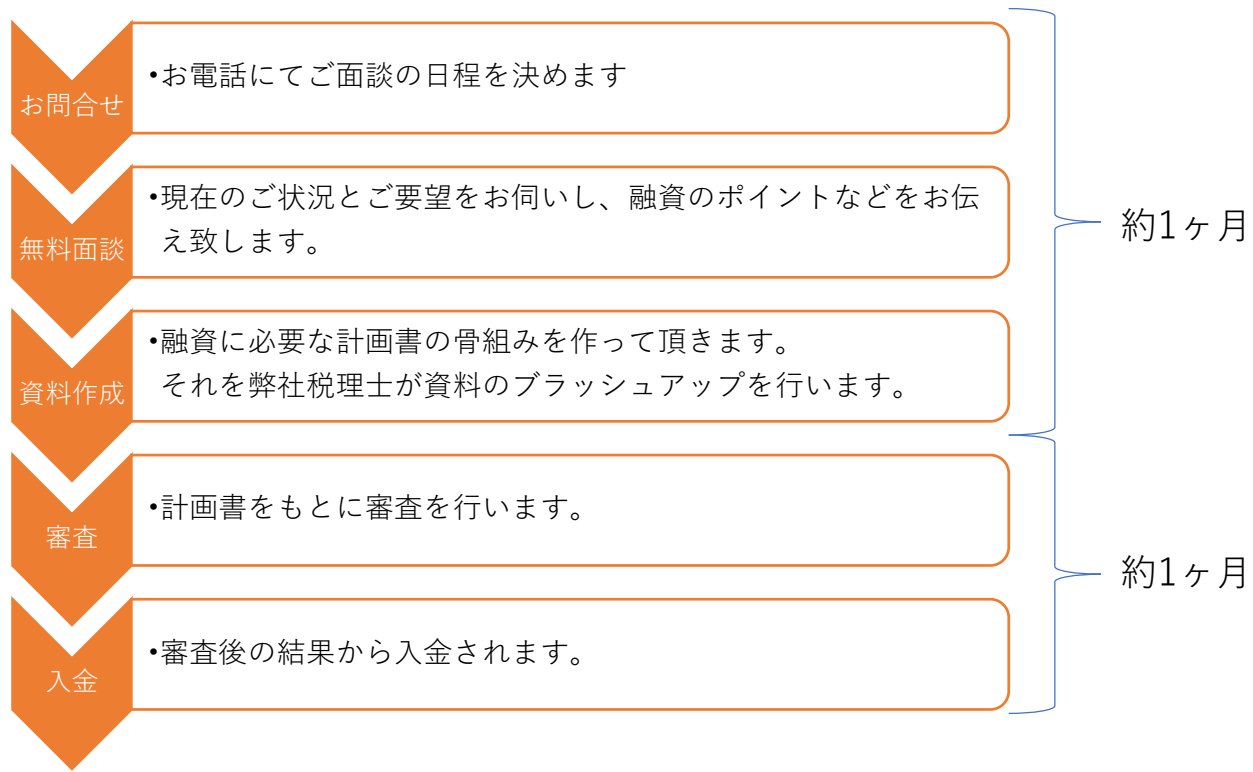 お問合せ
•お電話にてご面談の日程を決めます
無料面談
•現在のご状況とご要望をお伺いし、融資のポイントなどをお伝
え致します。
資料作成
•融資に必要な計画書の骨組みを作って頂きます。
それを弊社税理士が資料のブラッシュアップを行います。
約1ヶ月
審査
•計画書をもとに審査を行います。
入金
•審査後の結果から入金されます。
約1ヶ月